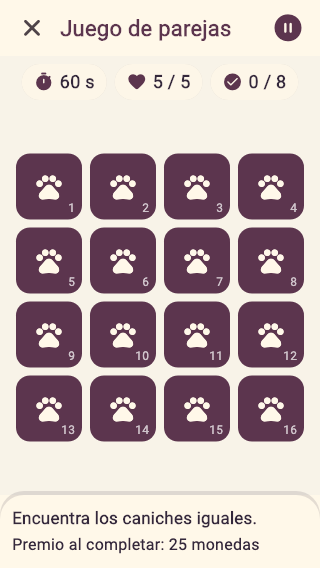 Juego de parejas
60 s 5 / 5 0 / 8
1 2 3 4
5 6 7 8
9 10 11 12
13 14 15 16
Encuentra los caniches iguales.
Premio al completar: 25 monedas